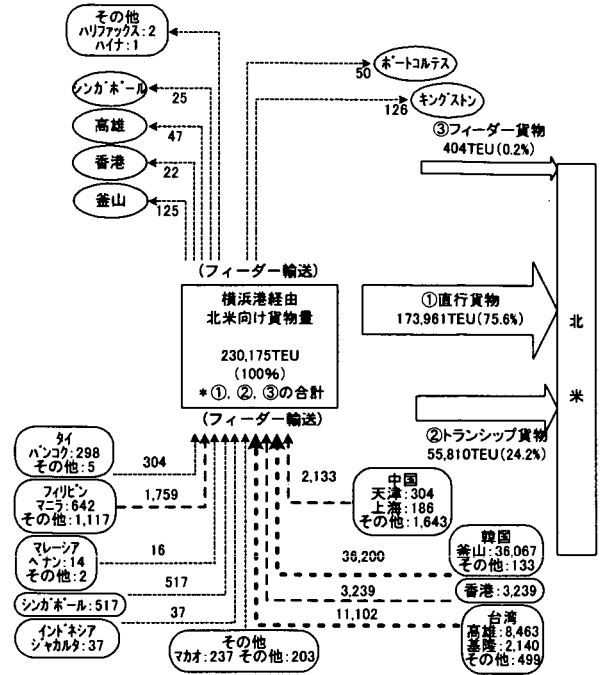 その他
ハリファックス:2
ハイナ:1
シンガポール
25
高雄
47
香港
22
釜山
125
ポートコルテス
50
キングストン
126
③フィーダー貨物
404TEU(0.2%)
(フィーダー輸送)
横浜港経由
北米向け貨物量
230,175TEU
(100%)
*①,②,③の合計
(フィーダー輸送)
①直行貨物
173,961TEU(75.6%)
北
米
②トランシップ貨物
55,810TEU(24.2%)
タイ
バンコク:298
その他:5
304
フィリピン
マニラ:642
その他:1,117
1,759
マレーシア
ペナン:14
その他:2
16
シンガポール:517
517
インドネシア
ジャカルタ:37
37
その他
マカオ:237 その他:203
2,133
中国
天津:304
上海:186
その他:1,643
36,200
韓国
釜山:36,067
その他:133
3,239
香港:3,239
11,102
台湾
高雄:8,463
基隆:2,140
その他:499